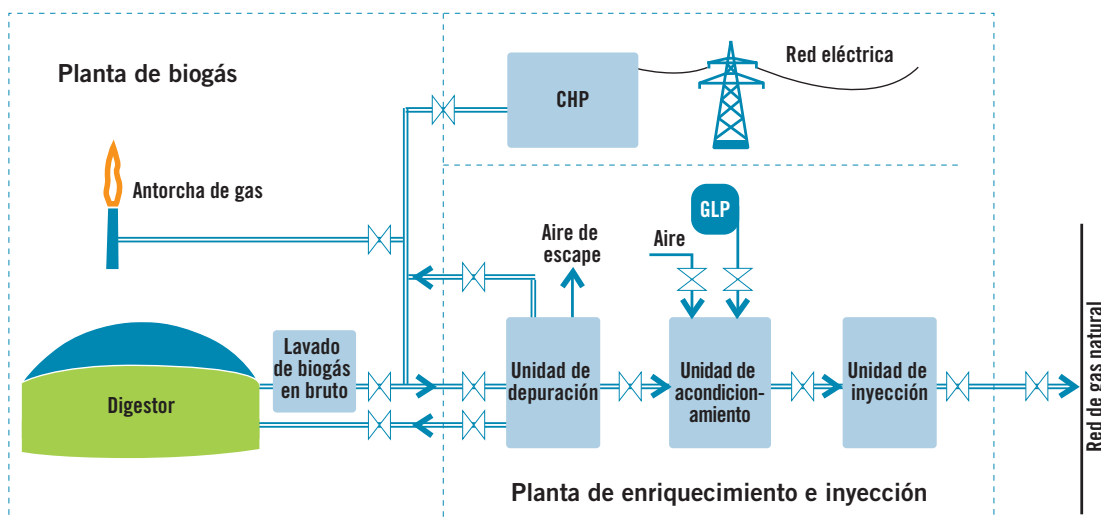 Planta de biogás
CHP
Red eléctrica
Antorcha de gas
Aire de
escape
Aire
GLP
Digestor
Lavado
de biogás
en bruto
Unidad de
depuración
Unidad de
acondicion-
amiento
Unidad de
inyección
Red de gas natural
Planta de enriquecimiento e inyección